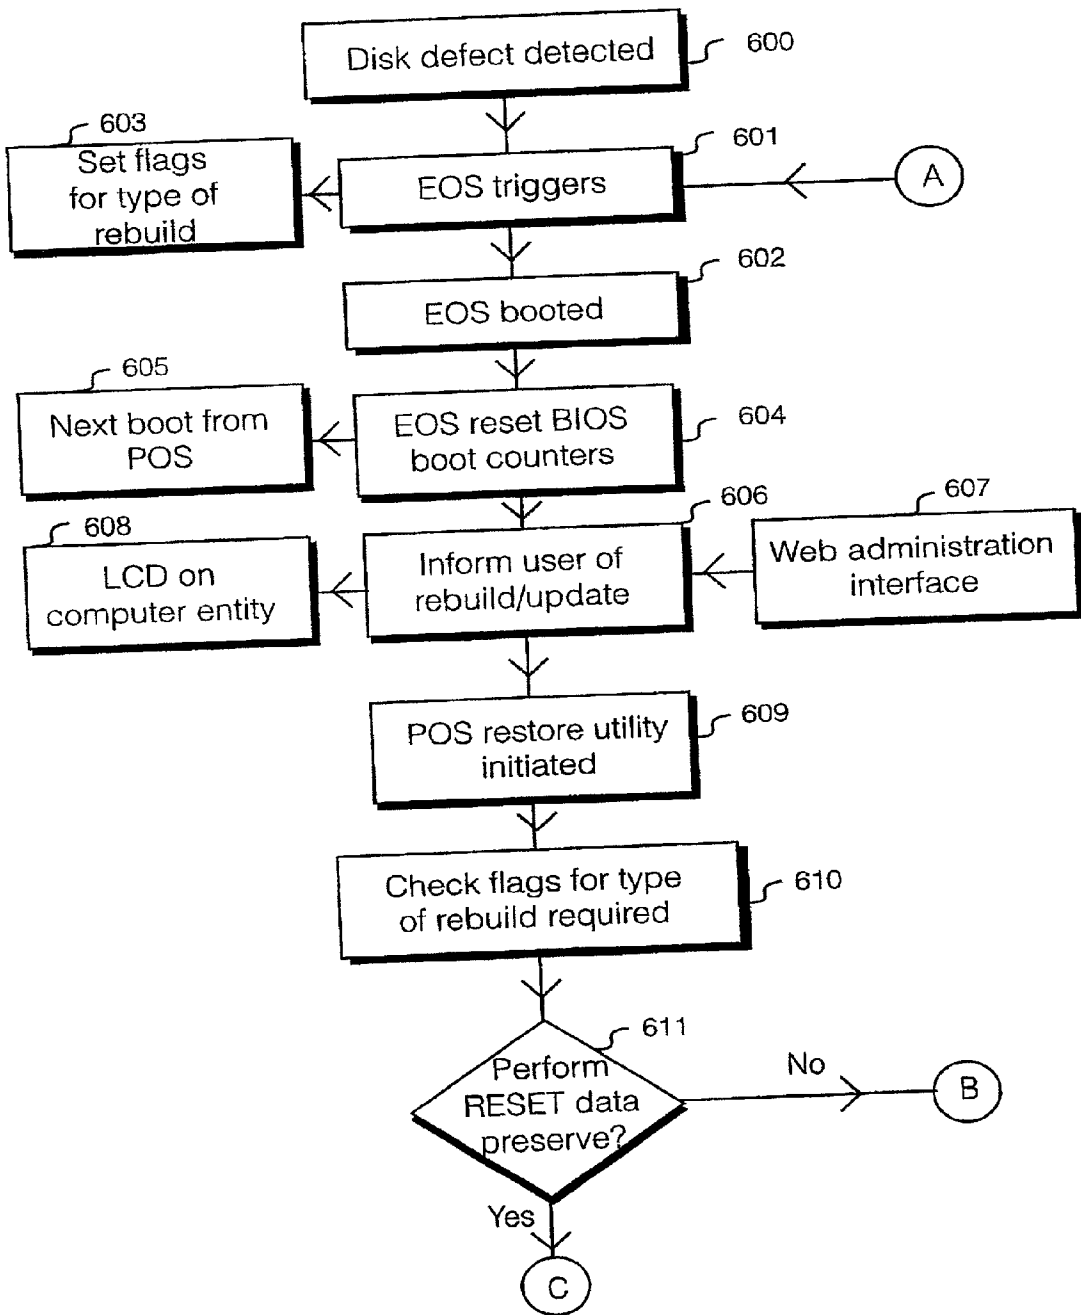 Disk defect detected
600
603
Set flags
for type of
rebuild
601
EOS triggers
A
602
EOS booted
605
Next boot from
POS
EOS reset BIOS
boot counters
604
606
607
608
LCD on
computer entity
Inform user of
rebuild/update
Web administration
interface
POS restore utility
initiated
609
Check flags for type
of rebuild required
610
611
Perform
RESET data
preserve?
No
B
Yes
C